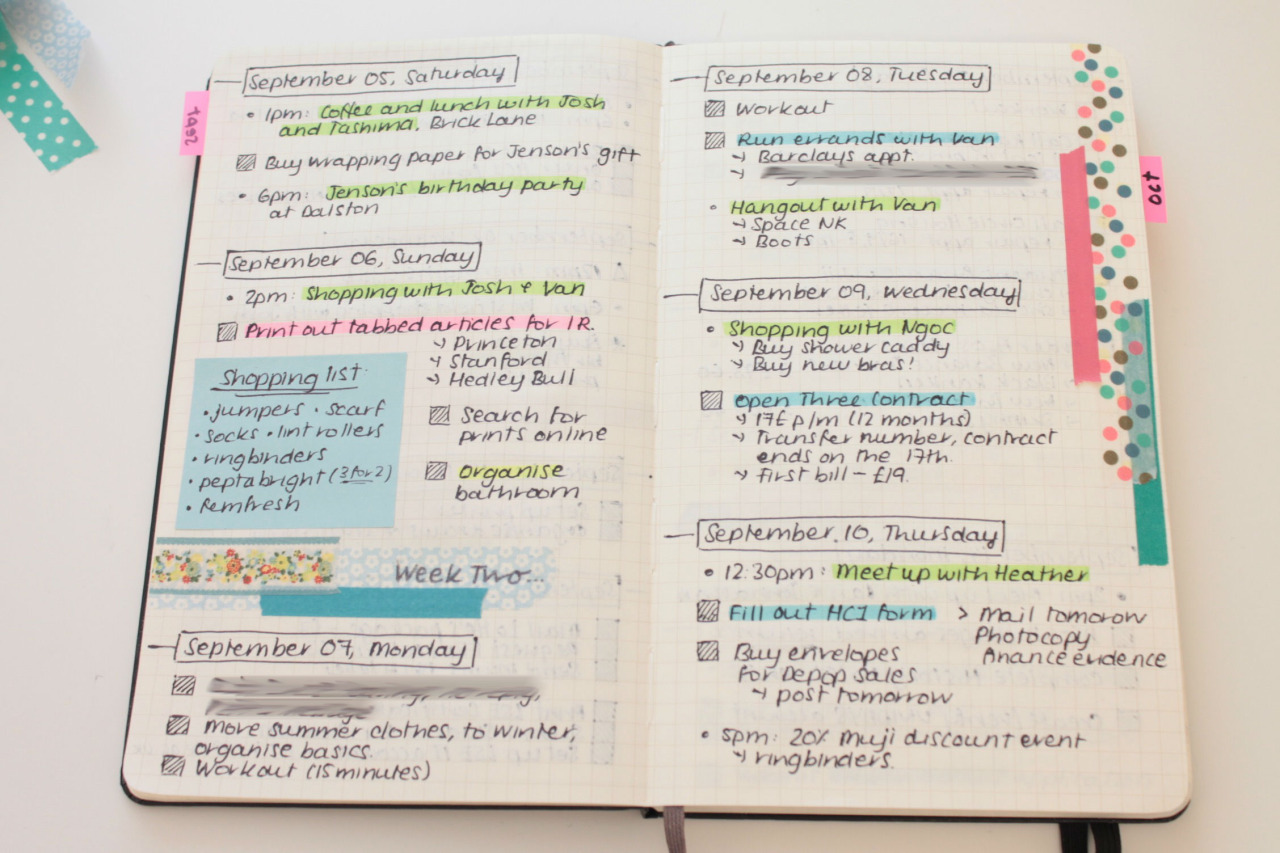 September 05, Saturday
• 1pm: Coffee and lunch with Josh
and Tashima, Brick Lane
Buy wrapping paper for Jenson's gift
• 6pm: Jenson's birthday party
at Dalston
September 06, Sunday
• 2pm: Shopping with Josh + Van
Print out tabbed articles for IR.
→ Princeton
→ Stanford
→ Hedley Bull
Search for
prints online
Organise
bathroom
Shopping list
• jumpers • scarf
• socks • lint rollers
• ringbinders
• peptabright (3 for 2)
• Remfresh
Week Two...
September 07, Monday
Move summer clothes, to winter,
organise basics.
Workout (15 minutes)
September 08, Tuesday
Workout
Run errands with Van
→ Barclays appt.
• Hangout with Van
→ Space NK
→ Boots
September 09, Wednesday
• Shopping with Ngoc
→ Buy shower caddy
→ Buy new bras!
Open Three Contract
→ 17£ p/m (12 months)
→ Transfer number, contract
ends on the 17th.
→ First bill – £19.
September 10, Thursday
• 12:30pm: Meet up with Heather
Fill out HC1 form > Mail tomorow
Photocopy
Finance evidence
Buy envelopes
for Depop sales
→ post tomorrow
• 5pm: 20% muji discount event
→ ringbinders.
Oct